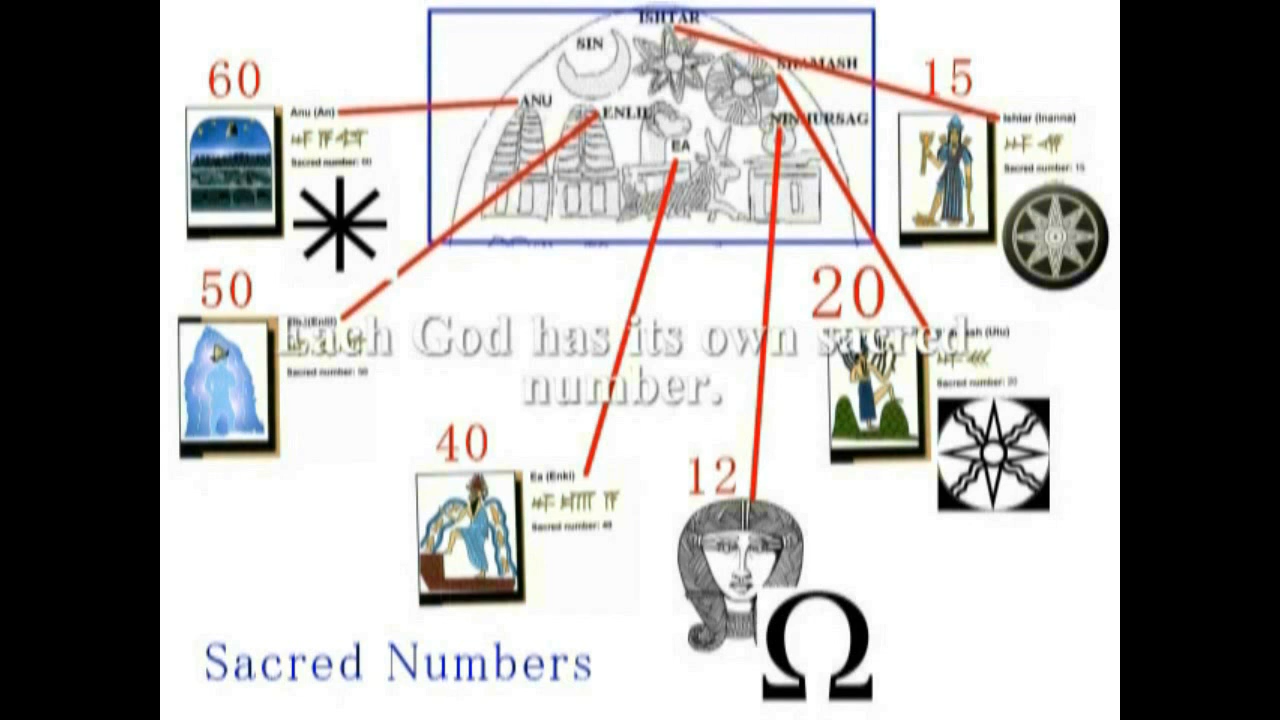 ISHTAR
SIN
SHAMASH
ANU
ENLIL
EA
60
Anu (An)
Sacred number: 60
15
Ishtar (Inanna)
Sacred number: 15
50
(Enlil)
Sacred number: 50
20
(Utu)
Sacred number: 20
Each God has its own sacred
number.
40
Ea (Enki)
Sacred number: 40
12
Ω
Sacred Numbers